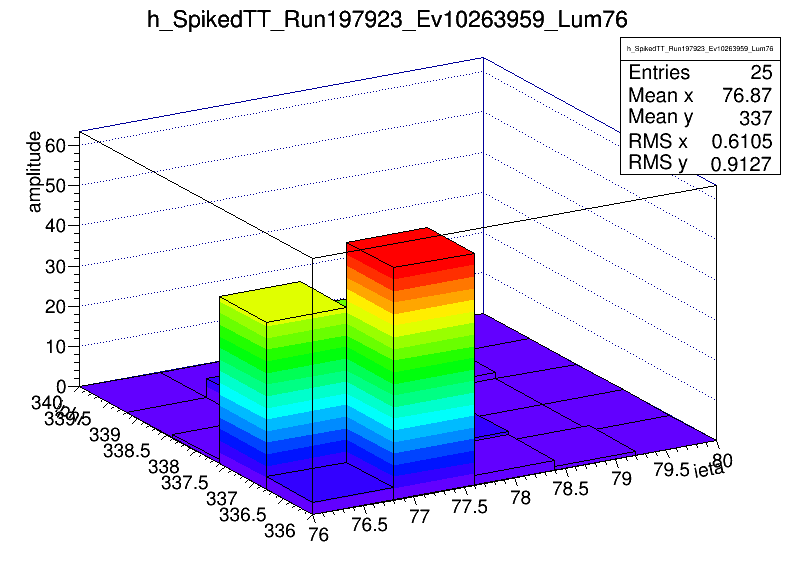 h_SpikedTT_Run197923_Ev10263959_Lum76
h_SpikedTT_Run197923_Ev10263959_Lum76
Entries 25
Mean x 76.87
Mean y 337
RMS x 0.6105
RMS y 0.9127
amplitude
60
50
40
30
20
10
0
340
339.5
339
338.5
338
337.5
337
336.5
336
76
76.5
77
77.5
78
78.5
79
79.5
80
ieta